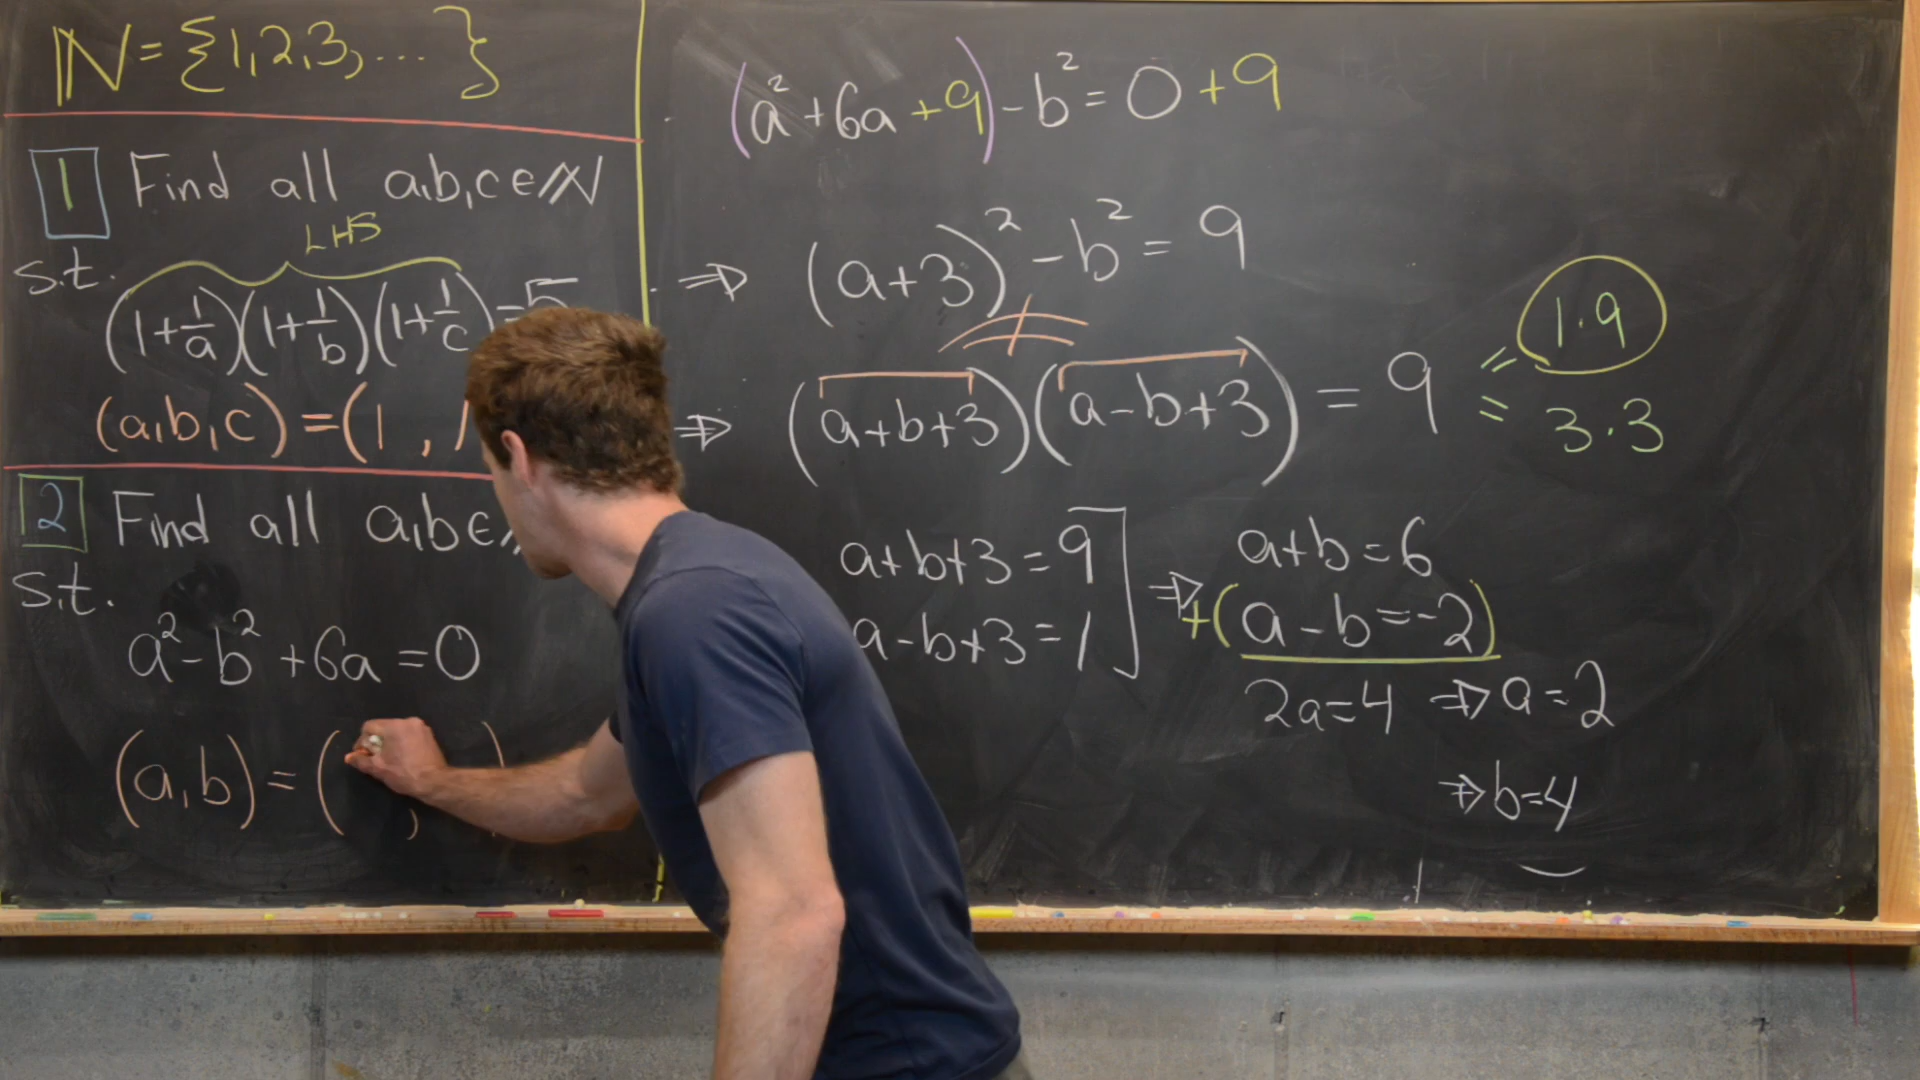 ℕ = {1,2,3,... }
1 Find all a,b,c∈ℕ
LHS
s.t. (1+1/a)(1+1/b)(1+1/c)=5
(a,b,c)=(1, 1
2 Find all a,b∈
s.t.
a²-b²+6a=0
(a,b)=( , )
(a²+6a+9)-b²=0+9
⇒ (a+3)²-b²=9
⇒ (a+b+3)(a-b+3)=9 = 1·9
= 3·3
a+b+3=9 ⇒ a+b=6
a-b+3=1 +(a-b=-2)
2a=4 ⇒ a=2
⇒ b=4